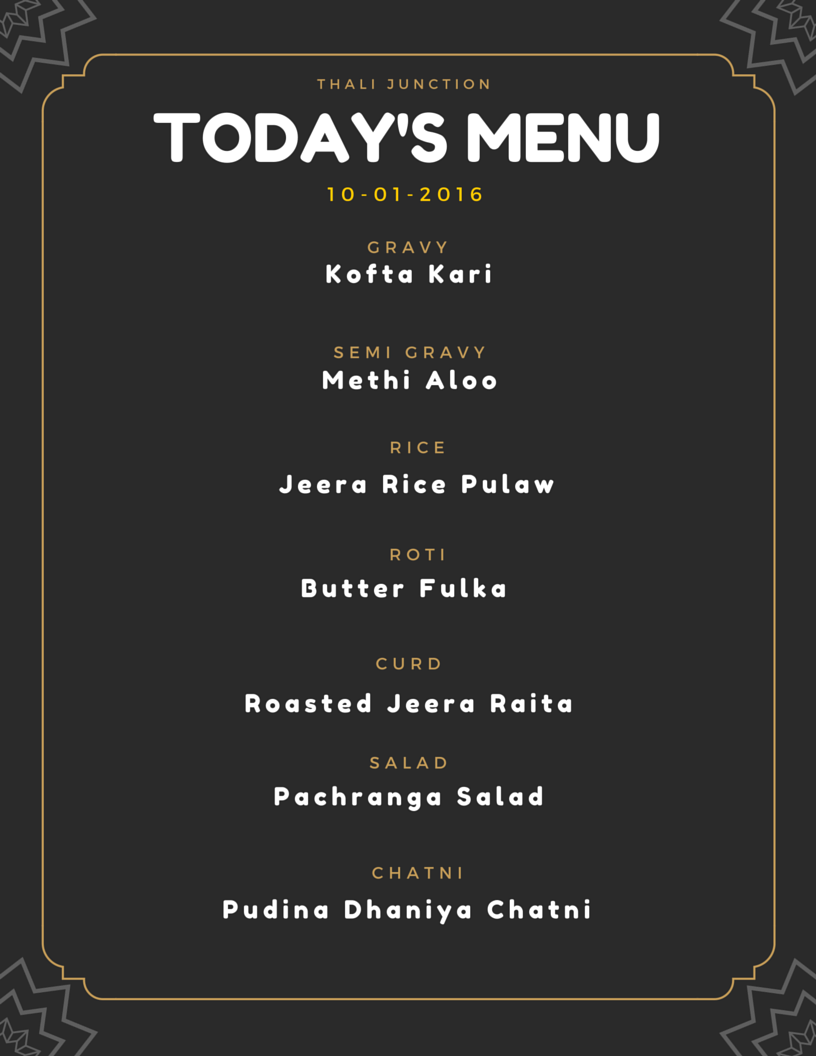 THALI JUNCTION
TODAY'S MENU
10-01-2016
GRAVY
Kofta Kari
SEMI GRAVY
Methi Aloo
RICE
Jeera Rice Pulaw
ROTI
Butter Fulka
CURD
Roasted Jeera Raita
SALAD
Pachranga Salad
CHATNI
Pudina Dhaniya Chatni